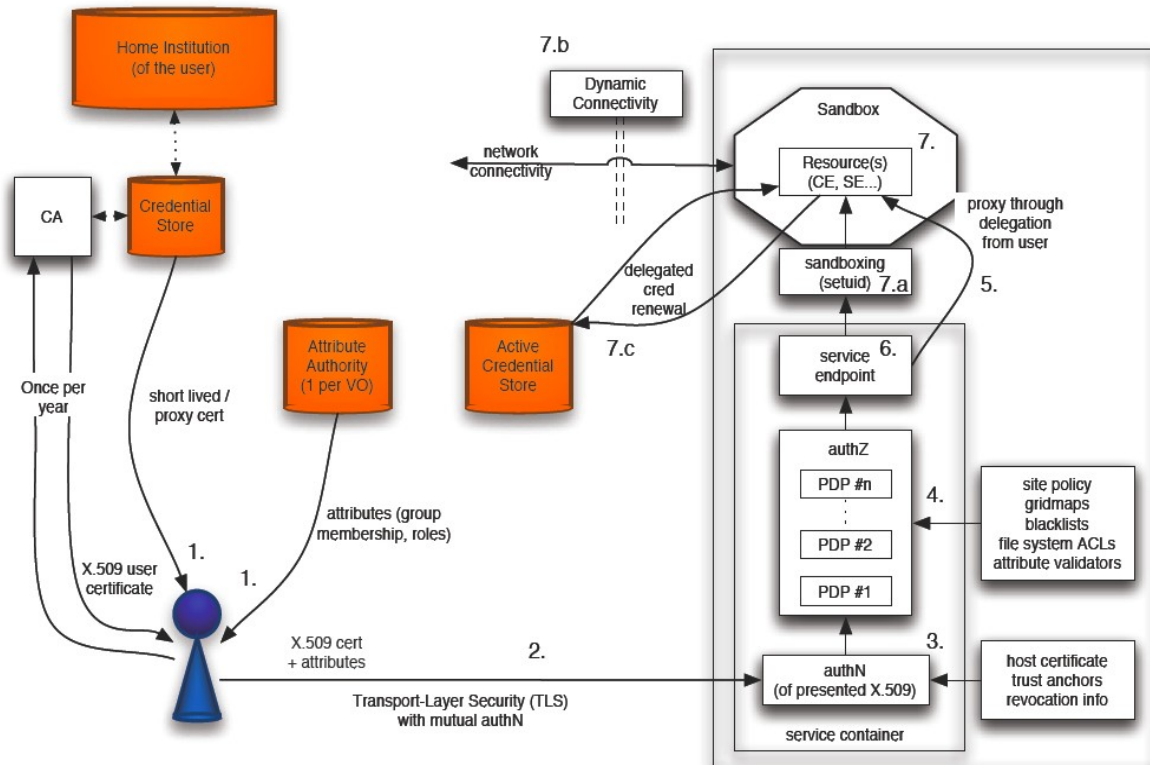 Home Institution
(of the user)
7.b
Dynamic
Connectivity
Sandbox
network
connectivity
Resource(s)
(CE, SE...)
7.
CA
Credential
Store
proxy through
delegation
from user
sandboxing
(setuid)
7.a
5.
delegated
cred
renewal
7.c
Attribute
Authority
(1 per VO)
Active
Credential
Store
service
endpoint
6.
Once per
year
short lived /
proxy cert
authZ
PDP #n
PDP #2
PDP #1
4.
site policy
gridmaps
blacklists
file system ACLs
attribute validators
attributes (group
membership, roles)
X.509 user
certificate
1.
1.
X.509 cert
+ attributes
2.
Transport-Layer Security (TLS)
with mutual authN
3.
authN
(of presented X.509)
host certificate
trust anchors
revocation info
service container